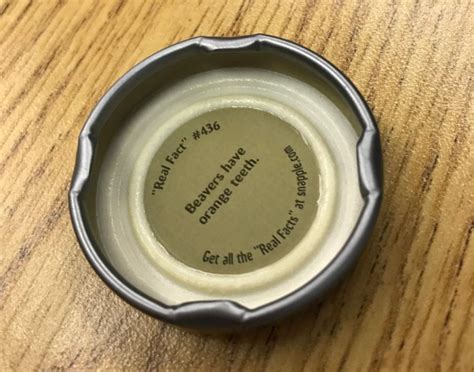 "Real Fact" #436
Beavers have
orange teeth.
Get all the "Real Facts" at snapple.com